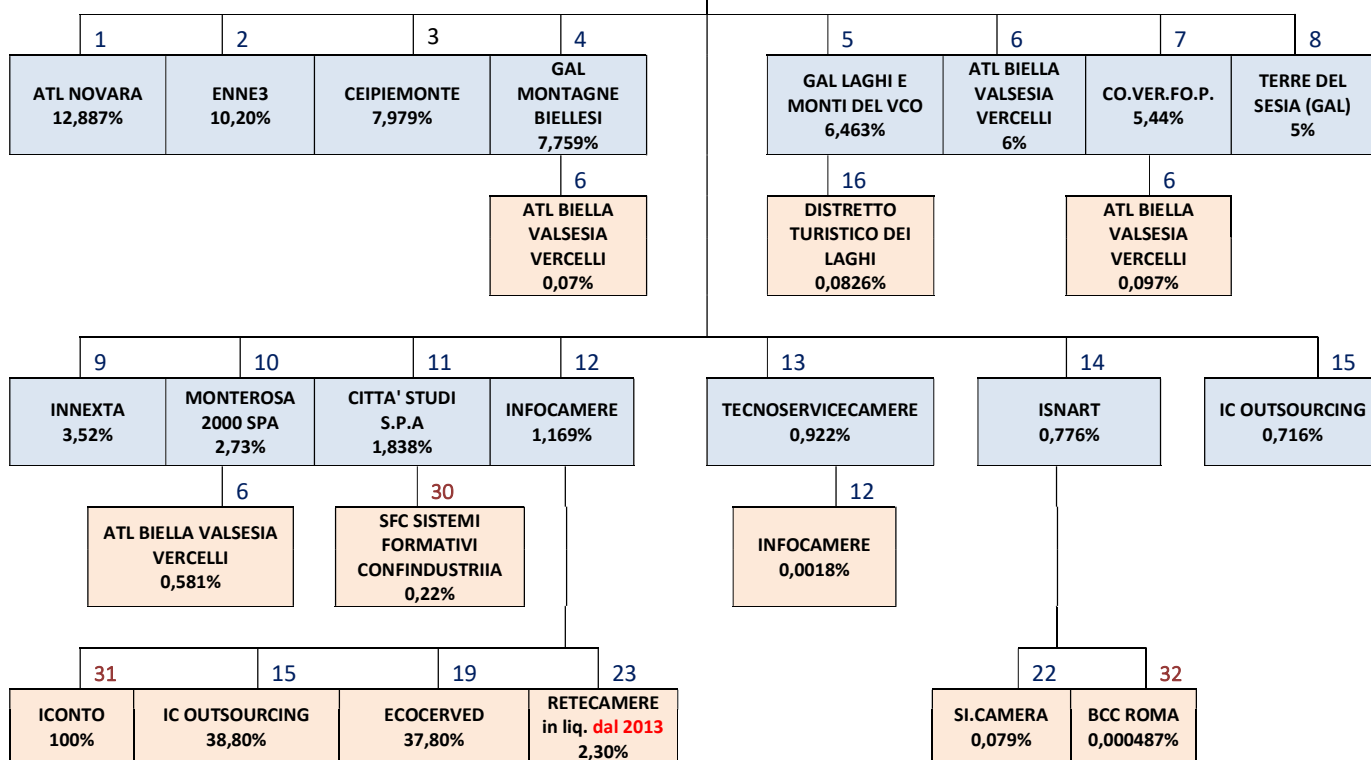 1
ATL NOVARA
12,887%
2
ENNE3
10,20%
3
CEIPIEMONTE
7,979%
4
GAL
MONTAGNE
BIELLESI
7,759%
5
GAL LAGHI E
MONTI DEL VCO
6,463%
6
ATL BIELLA
VALSESIA
VERCELLI
6%
7
CO.VER.FO.P.
5,44%
8
TERRE DEL
SESIA (GAL)
5%
6
ATL BIELLA
VALSESIA
VERCELLI
0,07%
16
DISTRETTO
TURISTICO DEI
LAGHI
0,0826%
6
ATL BIELLA
VALSESIA
VERCELLI
0,097%
9
INNEXTA
3,52%
10
MONTEROSA
2000 SPA
2,73%
11
CITTA' STUDI
S.P.A
1,838%
12
INFOCAMERE
1,169%
13
TECNOSERVICECAMERE
0,922%
14
ISNART
0,776%
15
IC OUTSOURCING
0,716%
6
ATL BIELLA VALSESIA
VERCELLI
0,581%
30
SFC SISTEMI
FORMATIVI
CONFINDUSTRIIA
0,22%
12
INFOCAMERE
0,0018%
31
ICONTO
100%
15
IC OUTSOURCING
38,80%
19
ECOCERVED
37,80%
23
RETECAMERE
in liq. dal 2013
2,30%
22
SI.CAMERA
0,079%
32
BCC ROMA
0,000487%